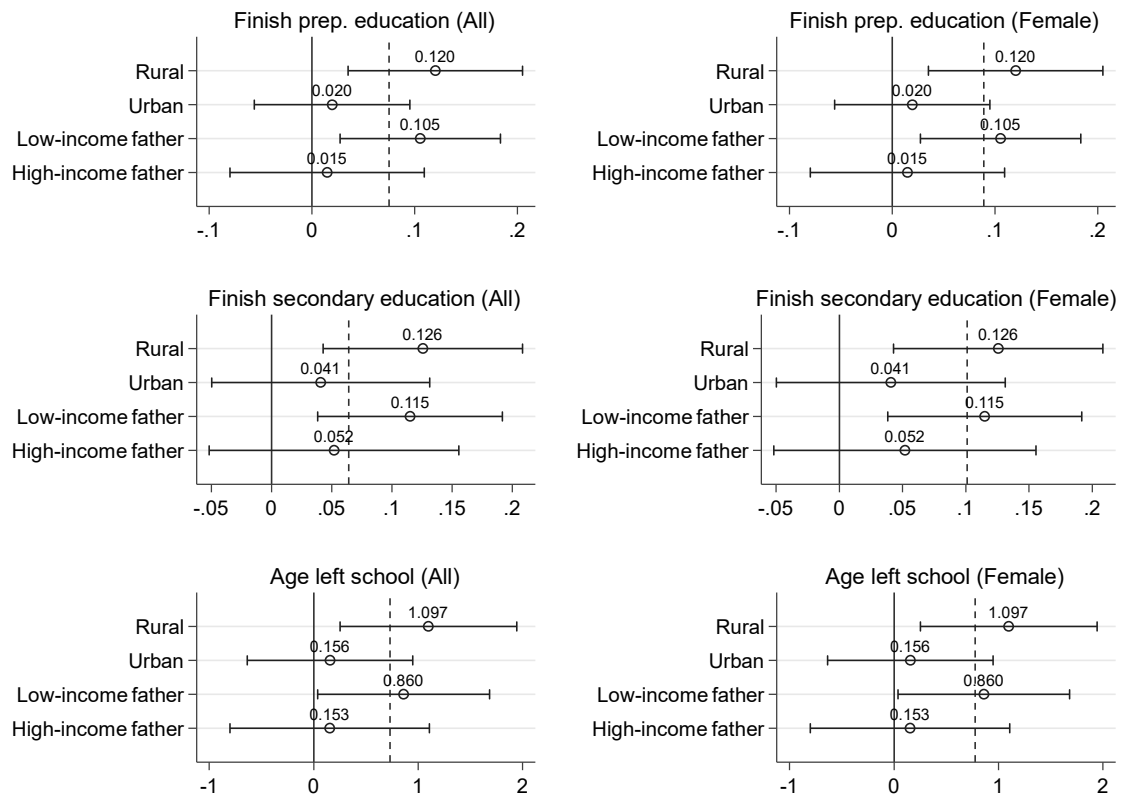 Finish prep. education (All)
Rural
0.120
Urban
0.020
Low-income father
0.105
High-income father
0.015
-.1 0 .1 .2
Finish prep. education (Female)
Rural
0.120
Urban
0.020
Low-income father
0.105
High-income father
0.015
-.1 0 .1 .2
Finish secondary education (All)
Rural
0.126
Urban
0.041
Low-income father
0.115
High-income father
0.052
-.05 0 .05 .1 .15 .2
Finish secondary education (Female)
Rural
0.126
Urban
0.041
Low-income father
0.115
High-income father
0.052
-.05 0 .05 .1 .15 .2
Age left school (All)
Rural
1.097
Urban
0.156
Low-income father
0.860
High-income father
0.153
-1 0 1 2
Age left school (Female)
Rural
1.097
Urban
0.156
Low-income father
0.860
High-income father
0.153
-1 0 1 2